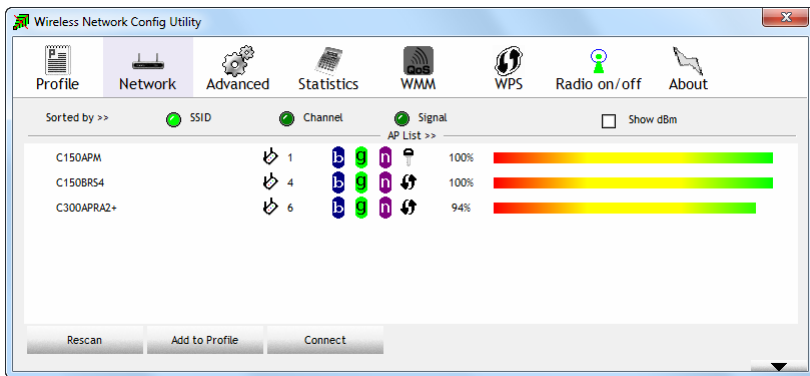 Wireless Network Config Utility
x
Profile Network Advanced Statistics WMM WPS Radio on/off About
QoS
Sorted by >> SSID Channel Signal Show dBm
AP List >>
C150APM 1 b g n 100%
C150BRS4 4 b g n 100%
C300APRA2+ 6 b g n 94%
Rescan Add to Profile Connect